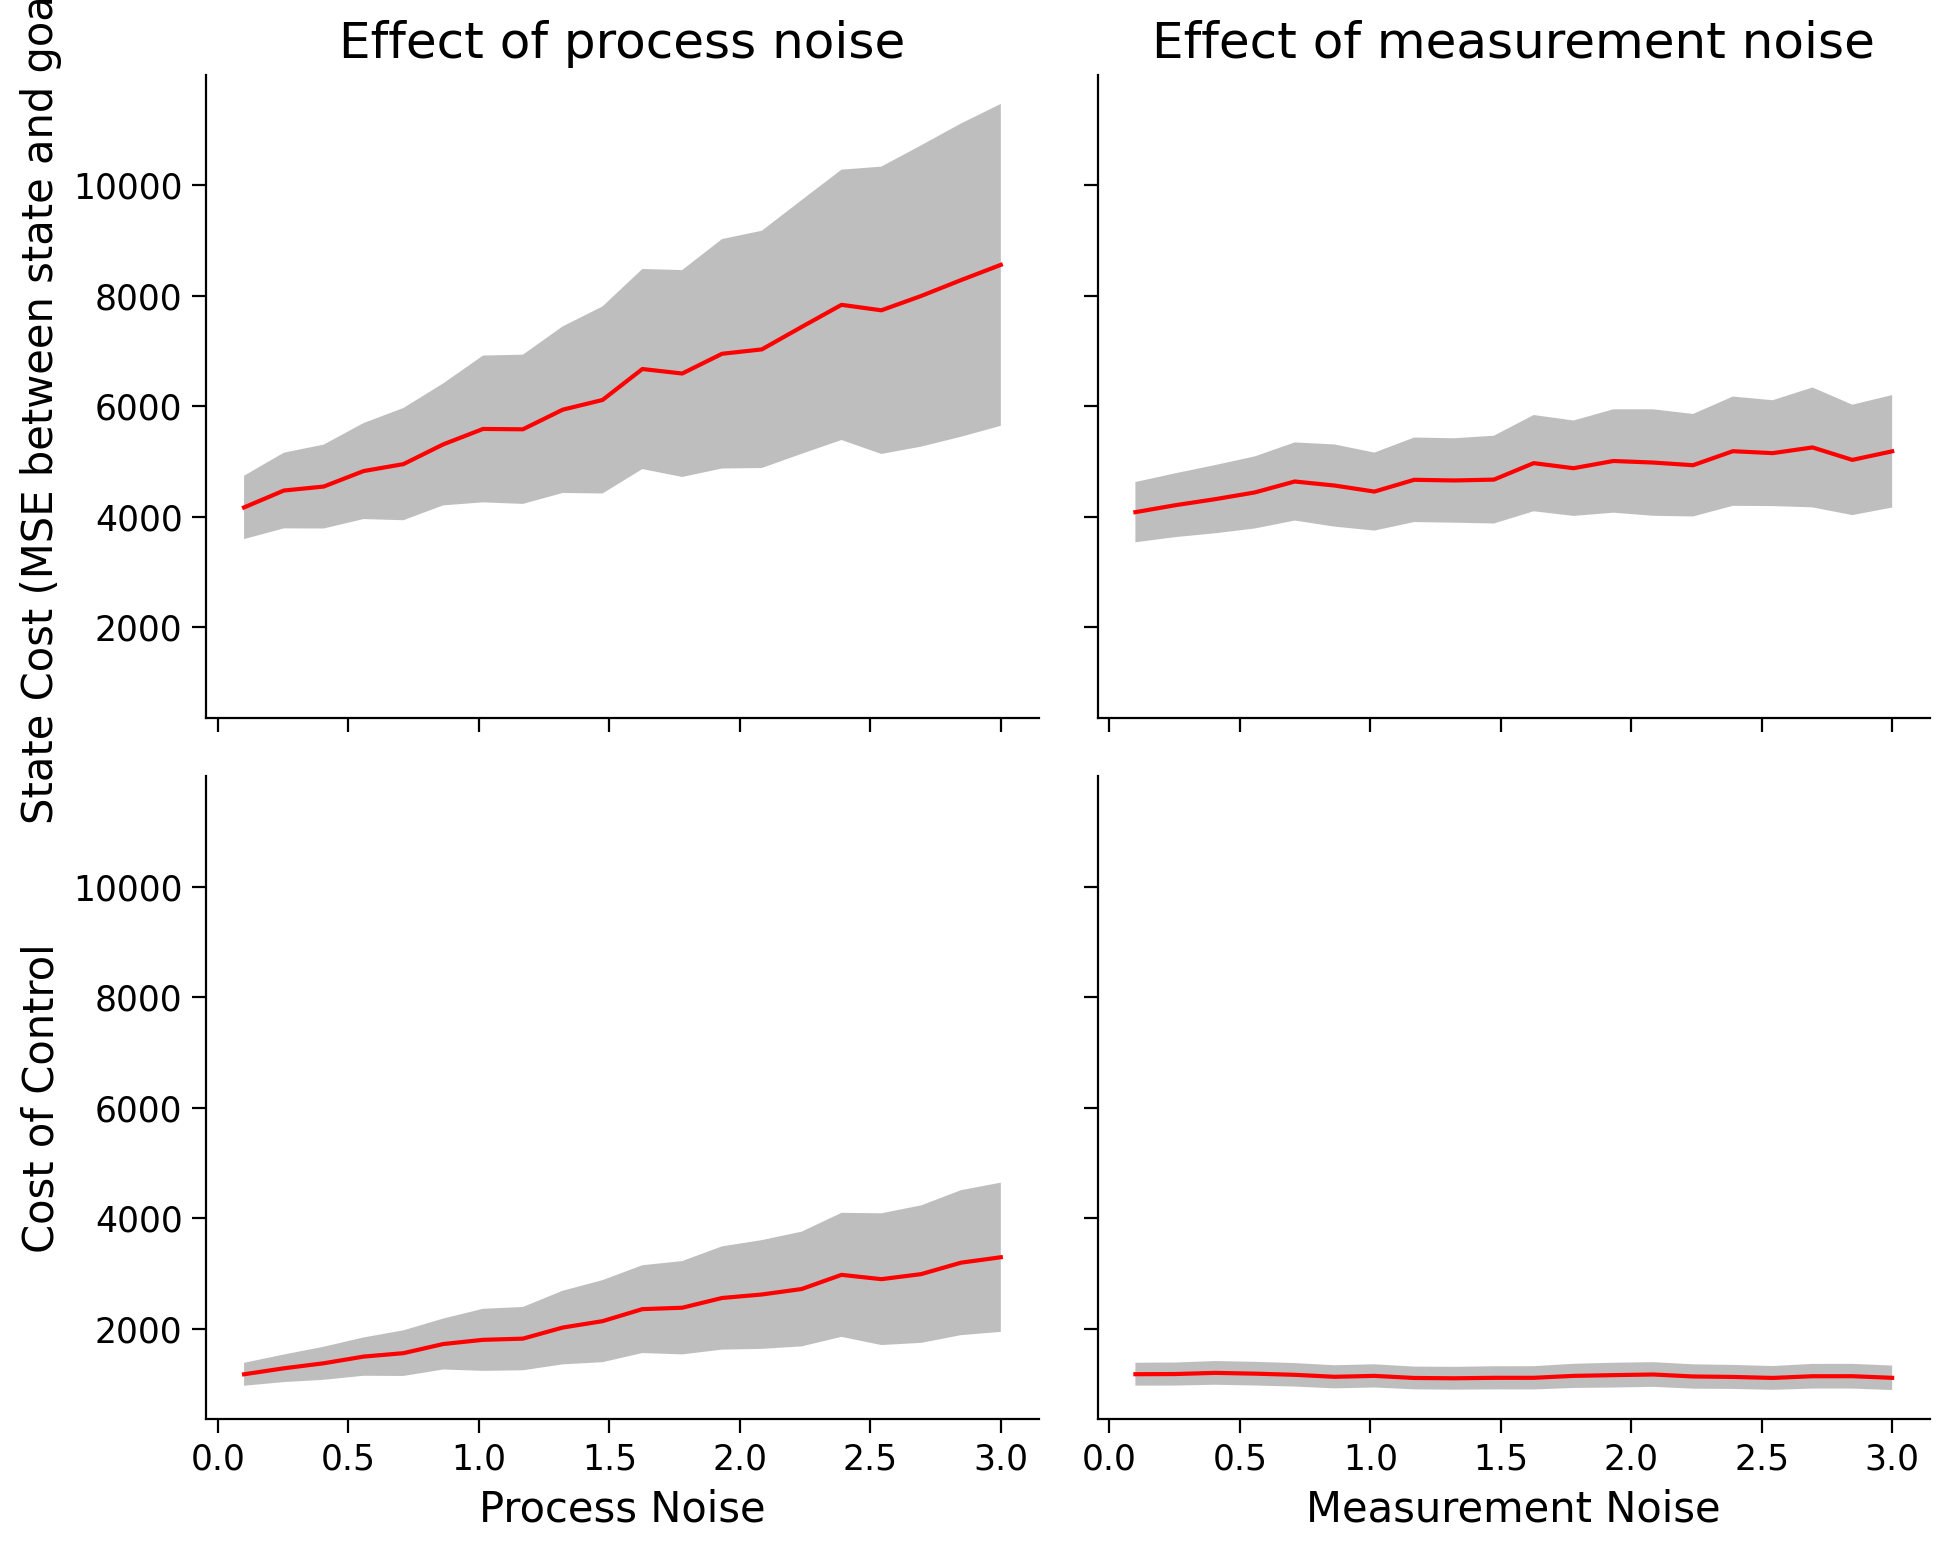 Effect of process noise
Effect of measurement noise
State Cost (MSE between state and goa
10000
8000
6000
4000
2000
Cost of Control
10000
8000
6000
4000
2000
0.0 0.5 1.0 1.5 2.0 2.5 3.0
0.0 0.5 1.0 1.5 2.0 2.5 3.0
Process Noise
Measurement Noise